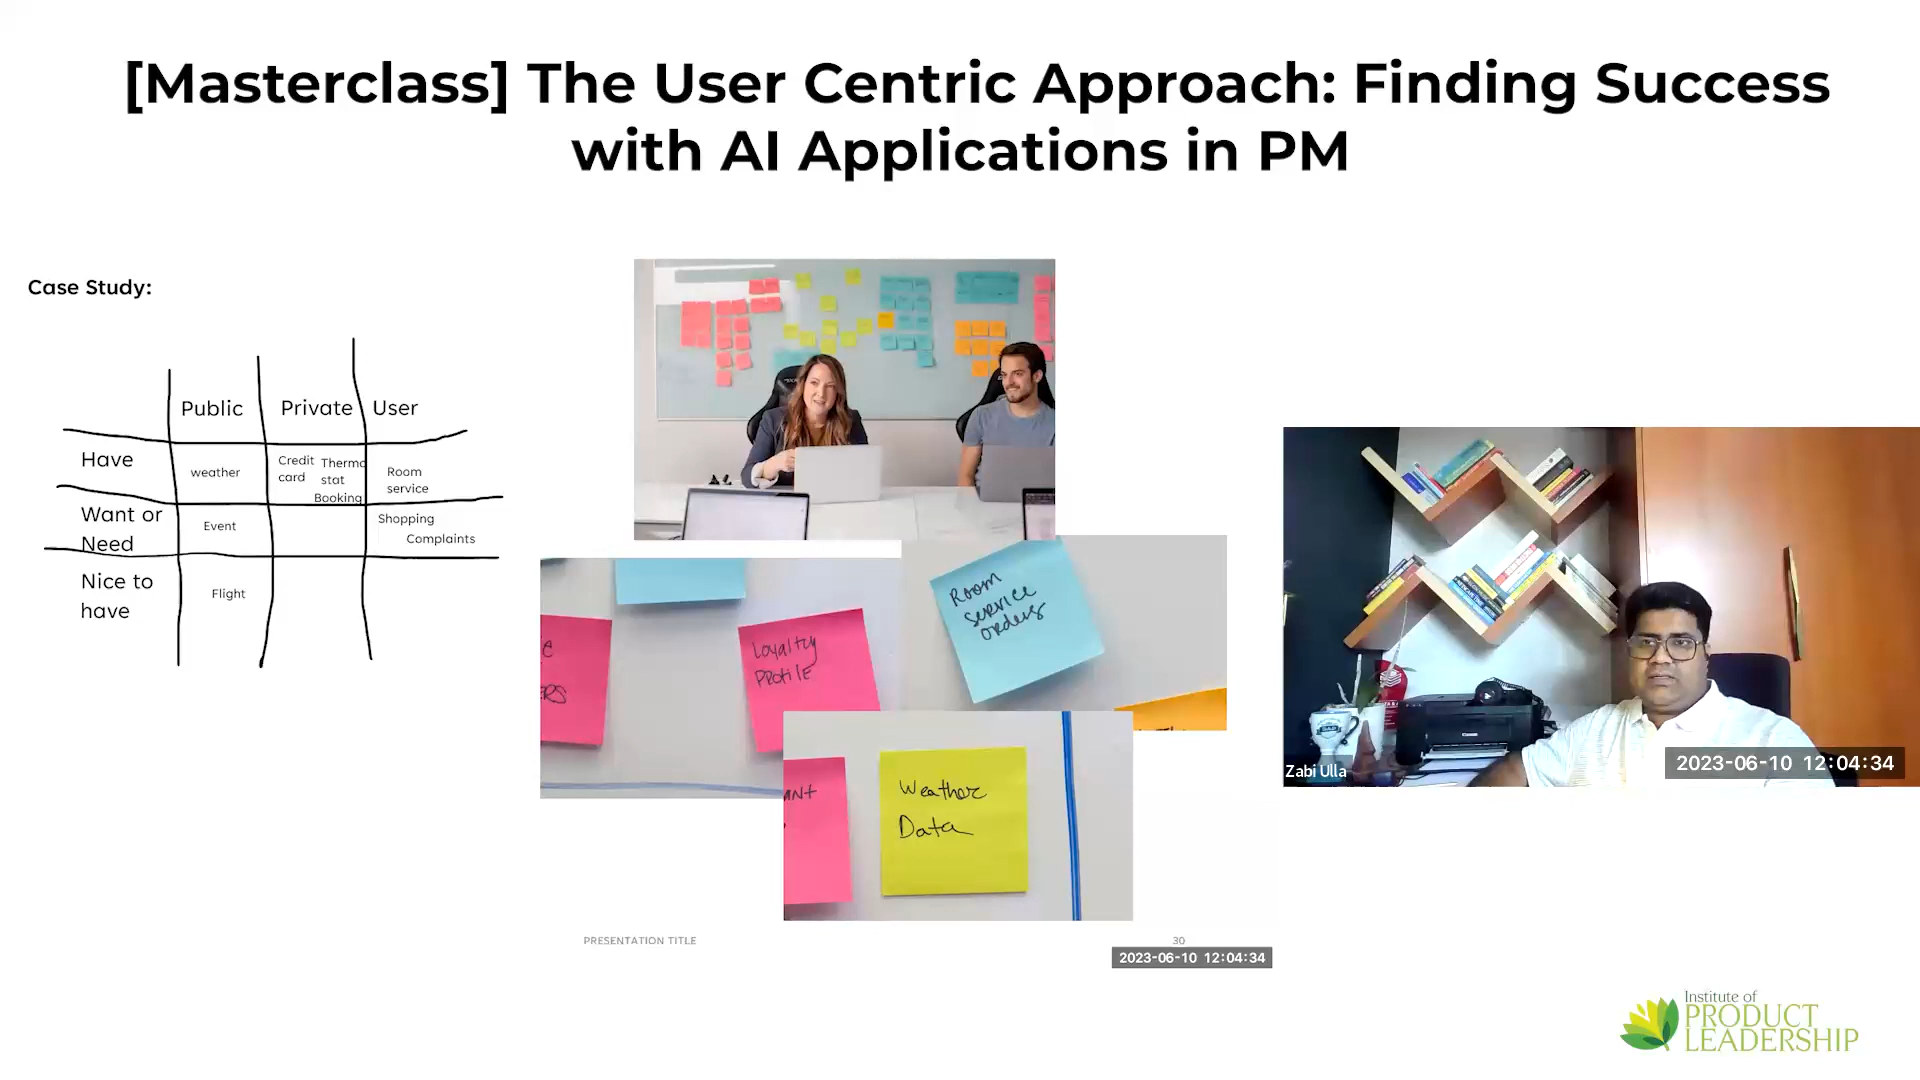 [Masterclass] The User Centric Approach: Finding Success
with AI Applications in PM
Case Study:
Public Private User
Have
weather
Credit
card
Thermo
stat
Booking
Room
service
Want or
Need
Event
Shopping
Complaints
Nice to
have
Flight
Room
Service
orders
Loyalty
Profile
ERS
Weather
Data
PRESENTATION TITLE
30
2023-06-10 12:04:34
Zabi Ulla
2023-06-10 12:04:34
Institute of
PRODUCT
LEADERSHIP